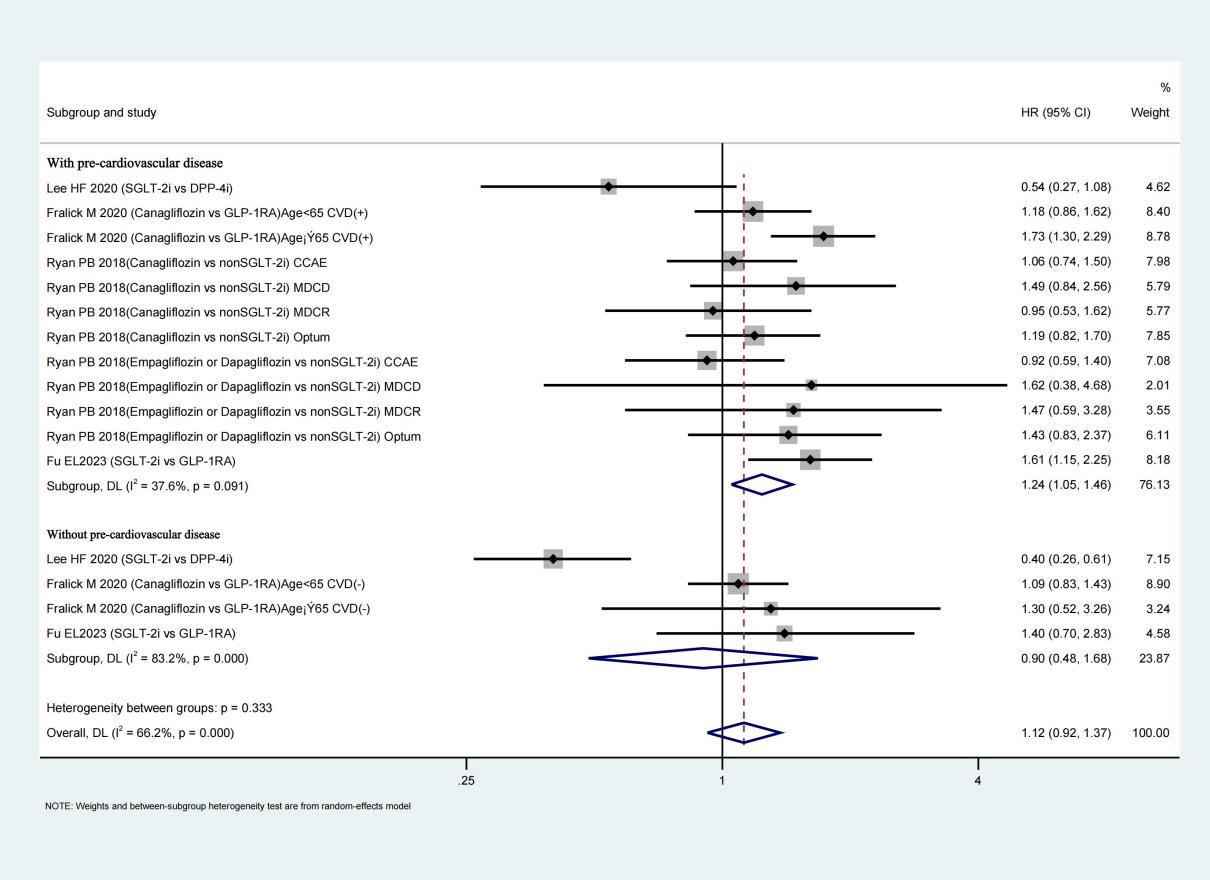 %
Subgroup and study HR (95% CI) Weight
With pre-cardiovascular disease
Lee HF 2020 (SGLT-2i vs DPP-4i) 0.54 (0.27, 1.08) 4.62
Fralick M 2020 (Canagliflozin vs GLP-1RA)Age<65 CVD(+) 1.18 (0.86, 1.62) 8.40
Fralick M 2020 (Canagliflozin vs GLP-1RA)Age¡Ý65 CVD(+) 1.73 (1.30, 2.29) 8.78
Ryan PB 2018(Canagliflozin vs nonSGLT-2i) CCAE 1.06 (0.74, 1.50) 7.98
Ryan PB 2018(Canagliflozin vs nonSGLT-2i) MDCD 1.49 (0.84, 2.56) 5.79
Ryan PB 2018(Canagliflozin vs nonSGLT-2i) MDCR 0.95 (0.53, 1.62) 5.77
Ryan PB 2018(Canagliflozin vs nonSGLT-2i) Optum 1.19 (0.82, 1.70) 7.85
Ryan PB 2018(Empagliflozin or Dapagliflozin vs nonSGLT-2i) CCAE 0.92 (0.59, 1.40) 7.08
Ryan PB 2018(Empagliflozin or Dapagliflozin vs nonSGLT-2i) MDCD 1.62 (0.38, 4.68) 2.01
Ryan PB 2018(Empagliflozin or Dapagliflozin vs nonSGLT-2i) MDCR 1.47 (0.59, 3.28) 3.55
Ryan PB 2018(Empagliflozin or Dapagliflozin vs nonSGLT-2i) Optum 1.43 (0.83, 2.37) 6.11
Fu EL2023 (SGLT-2i vs GLP-1RA) 1.61 (1.15, 2.25) 8.18
Subgroup, DL (I² = 37.6%, p = 0.091) 1.24 (1.05, 1.46) 76.13
Without pre-cardiovascular disease
Lee HF 2020 (SGLT-2i vs DPP-4i) 0.40 (0.26, 0.61) 7.15
Fralick M 2020 (Canagliflozin vs GLP-1RA)Age<65 CVD(-) 1.09 (0.83, 1.43) 8.90
Fralick M 2020 (Canagliflozin vs GLP-1RA)Age¡Ý65 CVD(-) 1.30 (0.52, 3.26) 3.24
Fu EL2023 (SGLT-2i vs GLP-1RA) 1.40 (0.70, 2.83) 4.58
Subgroup, DL (I² = 83.2%, p = 0.000) 0.90 (0.48, 1.68) 23.87
Heterogeneity between groups: p = 0.333
Overall, DL (I² = 66.2%, p = 0.000) 1.12 (0.92, 1.37) 100.00
.25 1 4
NOTE: Weights and between-subgroup heterogeneity test are from random-effects model